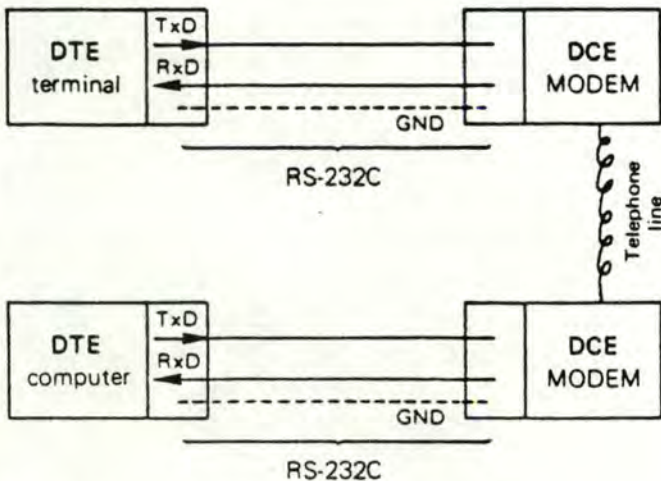 TxD
DTE
terminal
RxD
DCE
MODEM
GND
RS-232C
Telephone
line
TxD
DTE
computer
RxD
DCE
MODEM
GND
RS-232C